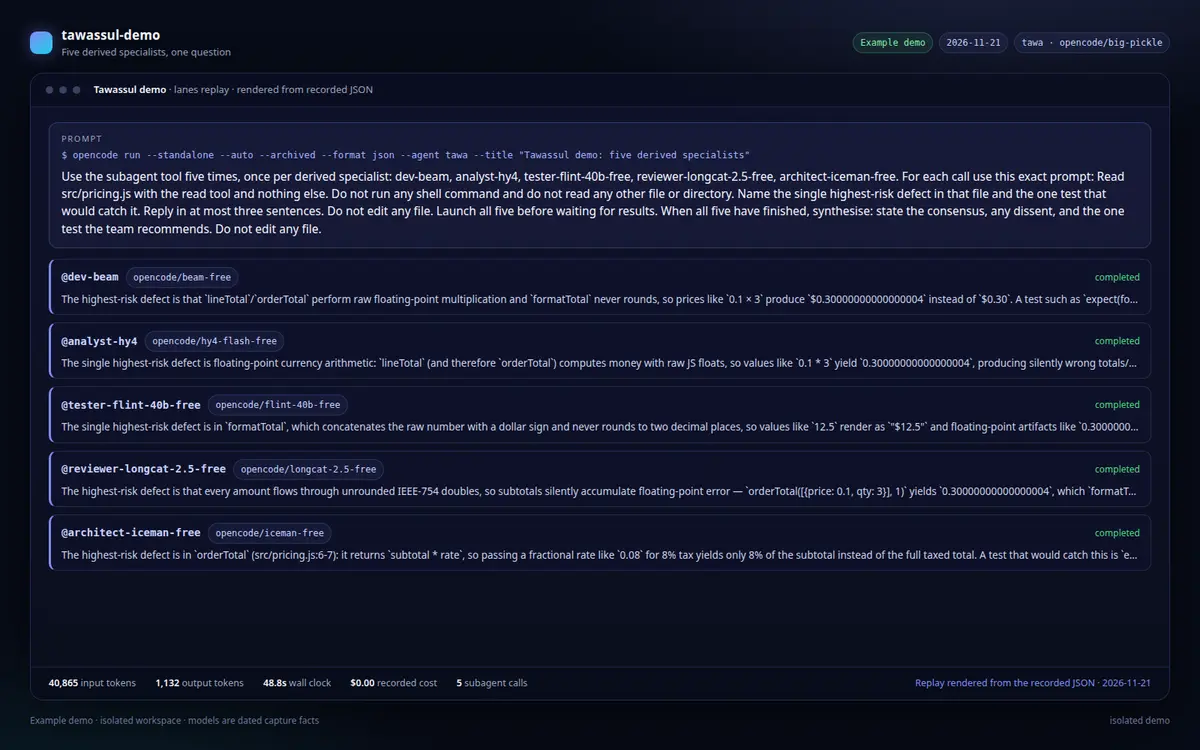 tawassul-demo
Five derived specialists, one question
Example demo
2026-11-21
tawa · opencode/big-pickle
Tawassul demo · lanes replay · rendered from recorded JSON
PROMPT
$ opencode run --standalone --auto --archived --format json --agent tawa --title "Tawassul demo: five derived specialists"
Use the subagent tool five times, once per derived specialist: dev-beam, analyst-hy4, tester-flint-40b-free, reviewer-longcat-2.5-free, architect-iceman-free. For each call use this exact prompt: Read
src/pricing.js with the read tool and nothing else. Do not run any shell command and do not read any other file or directory. Name the single highest-risk defect in that file and the one test that
would catch it. Reply in at most three sentences. Do not edit any file. Launch all five before waiting for results. When all five have finished, synthesise: state the consensus, any dissent, and the one
test the team recommends. Do not edit any file.
@dev-beam opencode/beam-free completed
The highest-risk defect is that `lineTotal`/`orderTotal` perform raw floating-point multiplication and `formatTotal` never rounds, so prices like `0.1 × 3` produce `$0.30000000000000004` instead of `$0.30`. A test such as `expect(fo…
@analyst-hy4 opencode/hy4-flash-free completed
The single highest-risk defect is floating-point currency arithmetic: `lineTotal` (and therefore `orderTotal`) computes money with raw JS floats, so values like `0.1 * 3` yield `0.30000000000000004`, producing silently wrong totals/…
@tester-flint-40b-free opencode/flint-40b-free completed
The single highest-risk defect is in `formatTotal`, which concatenates the raw number with a dollar sign and never rounds to two decimal places, so values like `12.5` render as `"$12.5"` and floating-point artifacts like `0.3000000…
@reviewer-longcat-2.5-free opencode/longcat-2.5-free completed
The highest-risk defect is that every amount flows through unrounded IEEE-754 doubles, so subtotals silently accumulate floating-point error — `orderTotal([{price: 0.1, qty: 3}], 1)` yields `0.30000000000000004`, which `formatT…
@architect-iceman-free opencode/iceman-free completed
The highest-risk defect is in `orderTotal` (src/pricing.js:6-7): it returns `subtotal * rate`, so passing a fractional rate like `0.08` for 8% tax yields only 8% of the subtotal instead of the full taxed total. A test that would catch this is `e…
40,865 input tokens 1,132 output tokens 48.8s wall clock $0.00 recorded cost 5 subagent calls
Replay rendered from the recorded JSON · 2026-11-21
Example demo · isolated workspace · models are dated capture facts
isolated demo